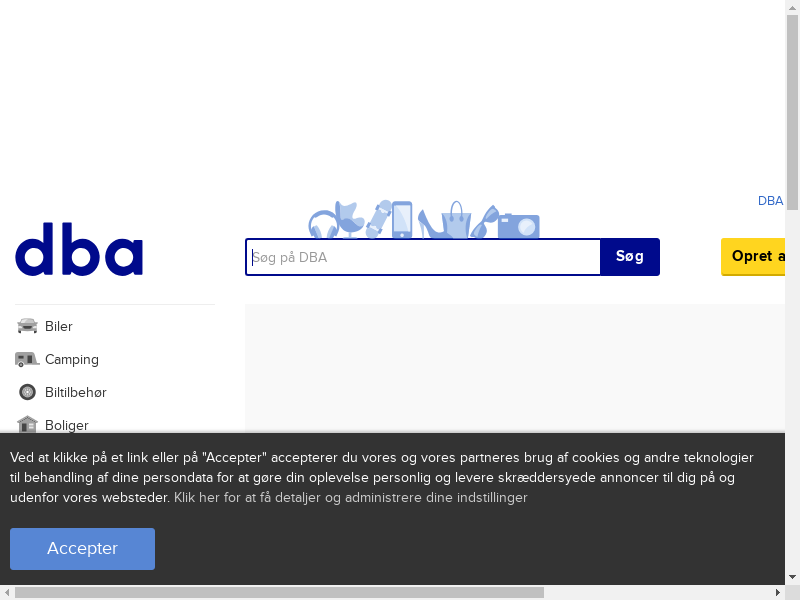 DBA
dba
Søg på DBA
Søg
Opret a
Biler
Camping
Biltilbehør
Boliger
Ved at klikke på et link eller på "Accepter" accepterer du vores og vores partneres brug af cookies og andre teknologier
til behandling af dine persondata for at gøre din oplevelse personlig og levere skræddersyede annoncer til dig på og
udenfor vores websteder. Klik her for at få detaljer og administrere dine indstillinger
Accepter